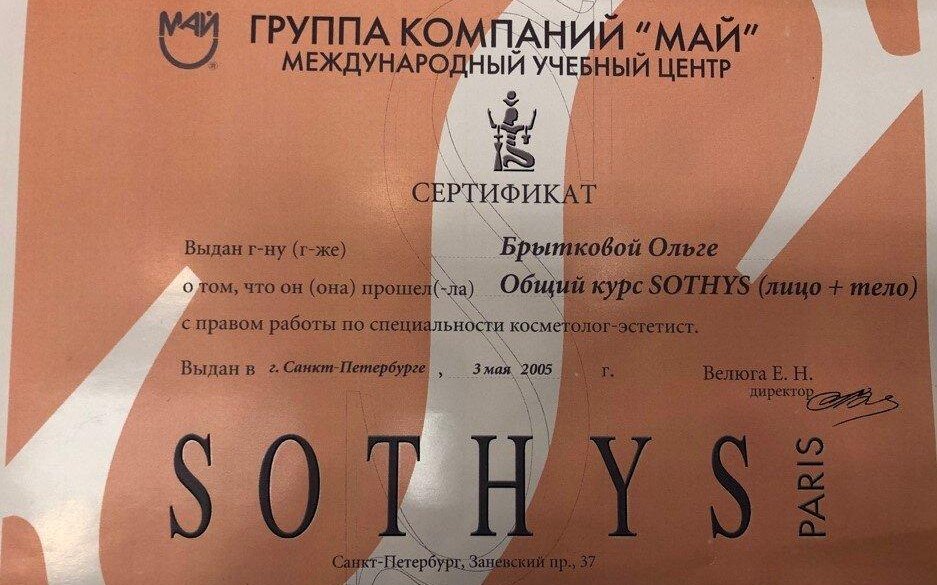 МАЙ
ГРУППА КОМПАНИЙ "МАЙ"
МЕЖДУНАРОДНЫЙ УЧЕБНЫЙ ЦЕНТР
СЕРТИФИКАТ
Выдан г-ну (г-же) Брытковой Ольге
о том, что он (она) прошел(-ла) Общий курс SOTHYS (лицо + тело)
с правом работы по специальности косметолог-эстетист.
Выдан в г. Санкт-Петербурге , 3 мая 2005 г. Велюга Е. Н.
директор
SOTHYS
PARIS
Санкт-Петербург, Заневский пр., 37